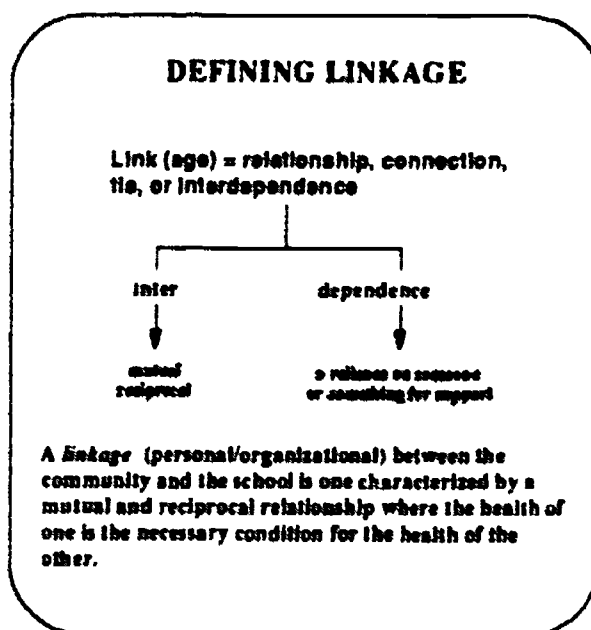 DEFINING LINKAGE
Link (age) = relationship, connection,
tie, or interdependence
inter dependence
mutual
reciprocal
a reliance on someone
or something for support
A linkage (personal/organizational) between the
community and the school is one characterized by a
mutual and reciprocal relationship where the health of
one is the necessary condition for the health of the
other.